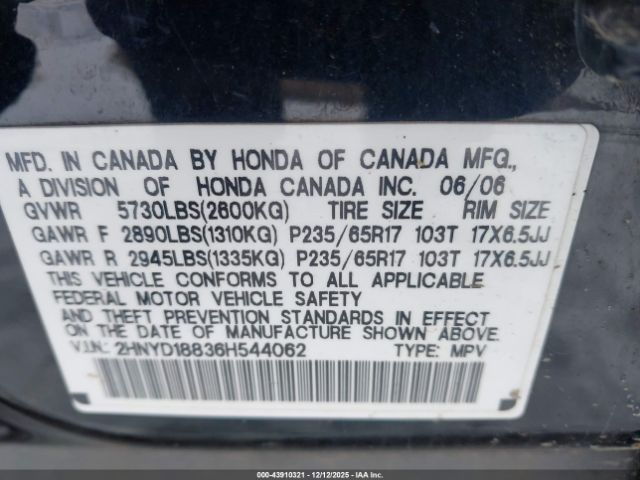 MFD. IN CANADA BY HONDA OF CANADA MFG.,
A DIVISION OF HONDA CANADA INC. 06/06
GVWR 5730LBS(2600KG) TIRE SIZE RIM SIZE
GAWR F 2890LBS(1310KG) P235/65R17 103T 17X6.5JJ
GAWR R 2945LBS(1335KG) P235/65R17 103T 17X6.5JJ
THIS VEHICLE CONFORMS TO ALL APPLICABLE
FEDERAL MOTOR VEHICLE SAFETY
AND THEFT PREVENTION STANDARDS IN EFFECT
ON THE DATE OF MANUFACTURE SHOWN ABOVE.
V.I.N.: 2HNYD18836H544062 TYPE: MPV
000-43910321 - 12/12/2025 - IAA Inc.